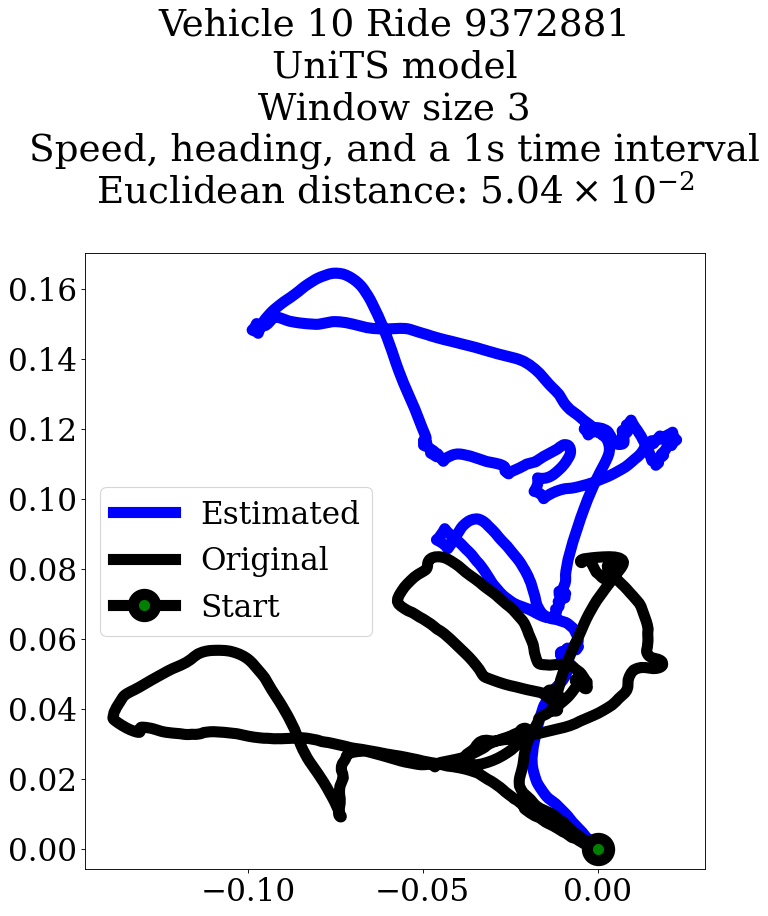 Vehicle 10 Ride 9372881
UniTS model
Window size 3
Speed, heading, and a 1s time interval
Euclidean distance: 5.04 × 10⁻²
0.16
0.14
0.12
0.10
0.08
0.06
0.04
0.02
0.00
Estimated
Original
Start
−0.10 −0.05 0.00